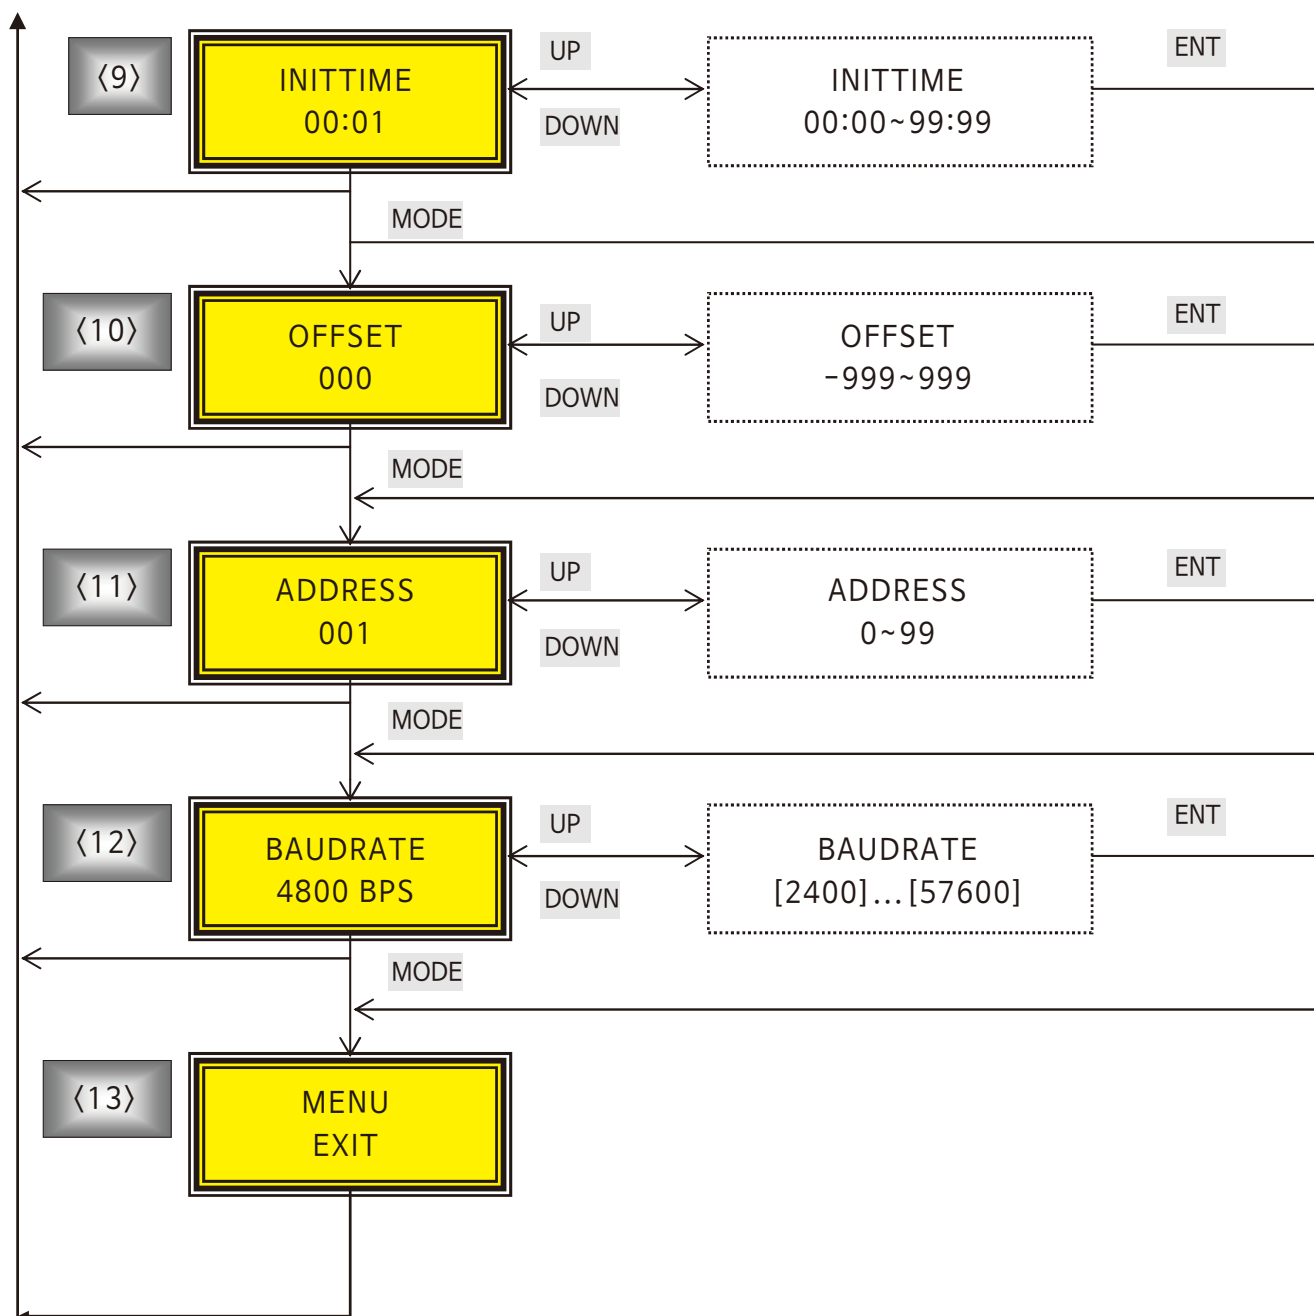 〈9〉
INITTIME
00:01
UP
DOWN
INITTIME
00:00~99:99
ENT
MODE
〈10〉
OFFSET
000
UP
DOWN
OFFSET
-999~999
ENT
MODE
〈11〉
ADDRESS
001
UP
DOWN
ADDRESS
0~99
ENT
MODE
〈12〉
BAUDRATE
4800 BPS
UP
DOWN
BAUDRATE
[2400]...[57600]
ENT
MODE
〈13〉
MENU
EXIT